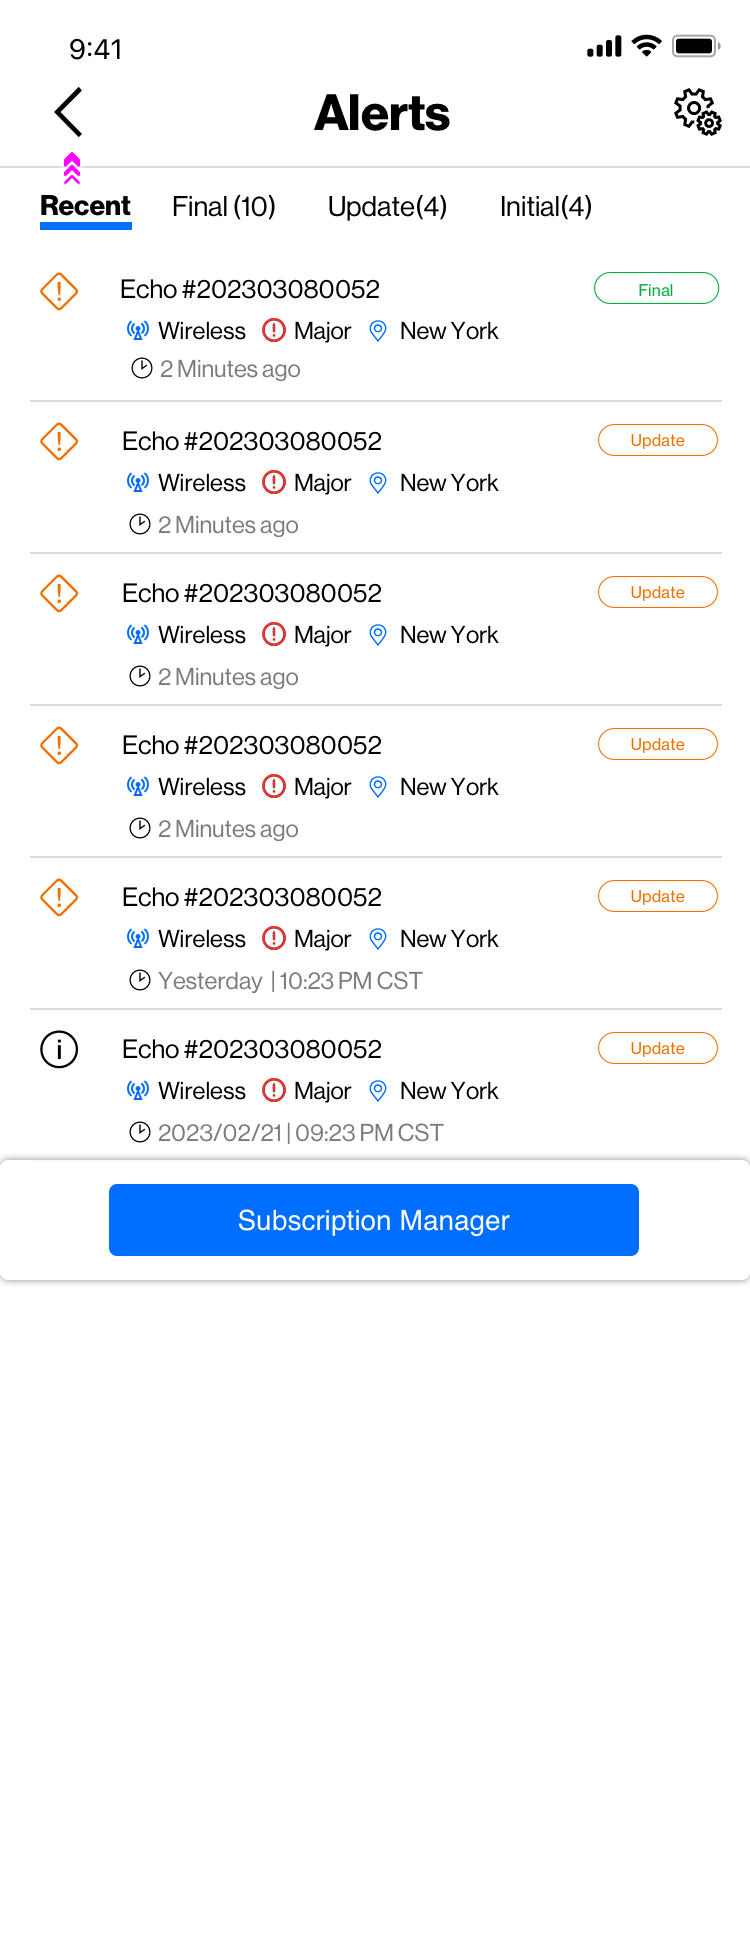 9:41
Alerts
Recent Final (10) Update(4) Initial(4)
Echo #202303080052 Final
Wireless Major New York
2 Minutes ago
Echo #202303080052 Update
Wireless Major New York
2 Minutes ago
Echo #202303080052 Update
Wireless Major New York
2 Minutes ago
Echo #202303080052 Update
Wireless Major New York
2 Minutes ago
Echo #202303080052 Update
Wireless Major New York
Yesterday | 10:23 PM CST
Echo #202303080052 Update
Wireless Major New York
2023/02/21 | 09:23 PM CST
Subscription Manager